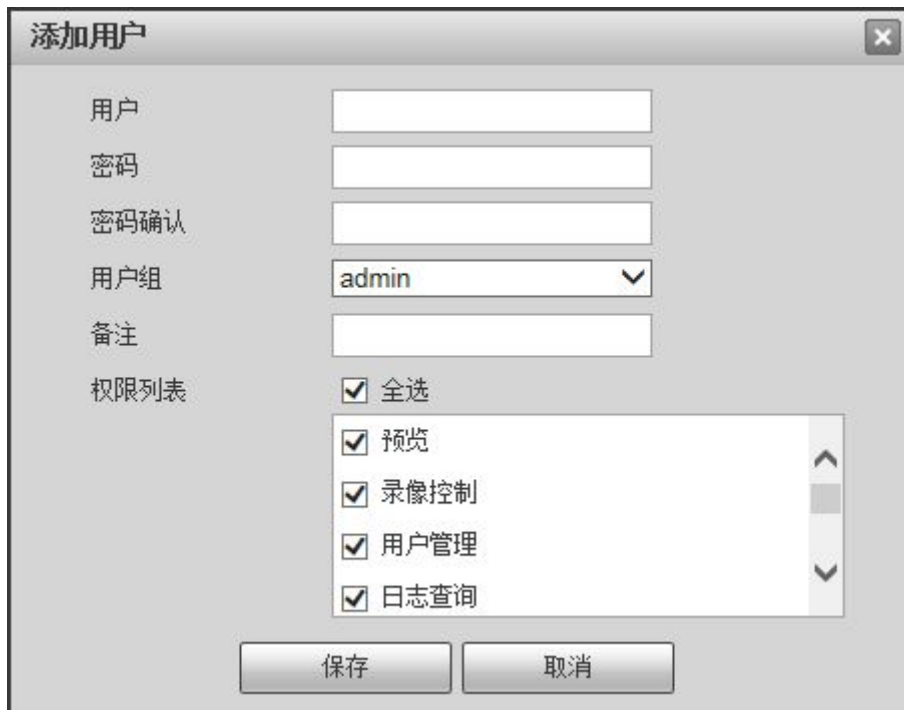 添加用户
用户
密码
密码确认
用户组 admin
备注
权限列表 全选
预览
录像控制
用户管理
日志查询
保存 取消